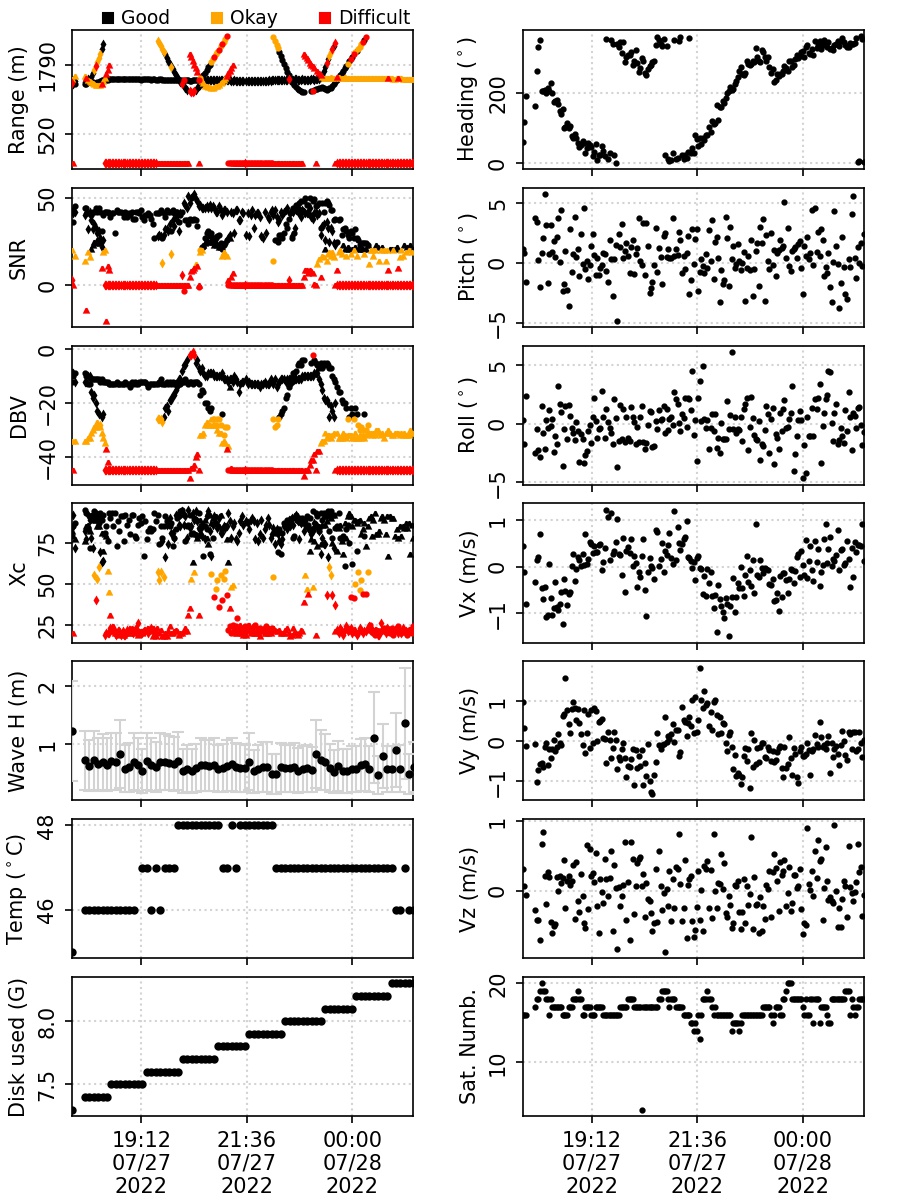 Good Okay Difficult
Range (m)
1790
520
Heading (°)
200
0
SNR
50
0
Pitch (°)
5
0
−5
DBV
0
−20
−40
Roll (°)
5
0
−5
Xc
75
50
25
Vx (m/s)
1
0
−1
Wave H (m)
2
1
Vy (m/s)
1
0
−1
Temp (°C)
48
46
Vz (m/s)
1
0
Disk used (G)
8.0
7.5
Sat. Numb.
20
10
19:12 21:36 00:00
07/27 07/27 07/28
2022 2022 2022
19:12 21:36 00:00
07/27 07/27 07/28
2022 2022 2022